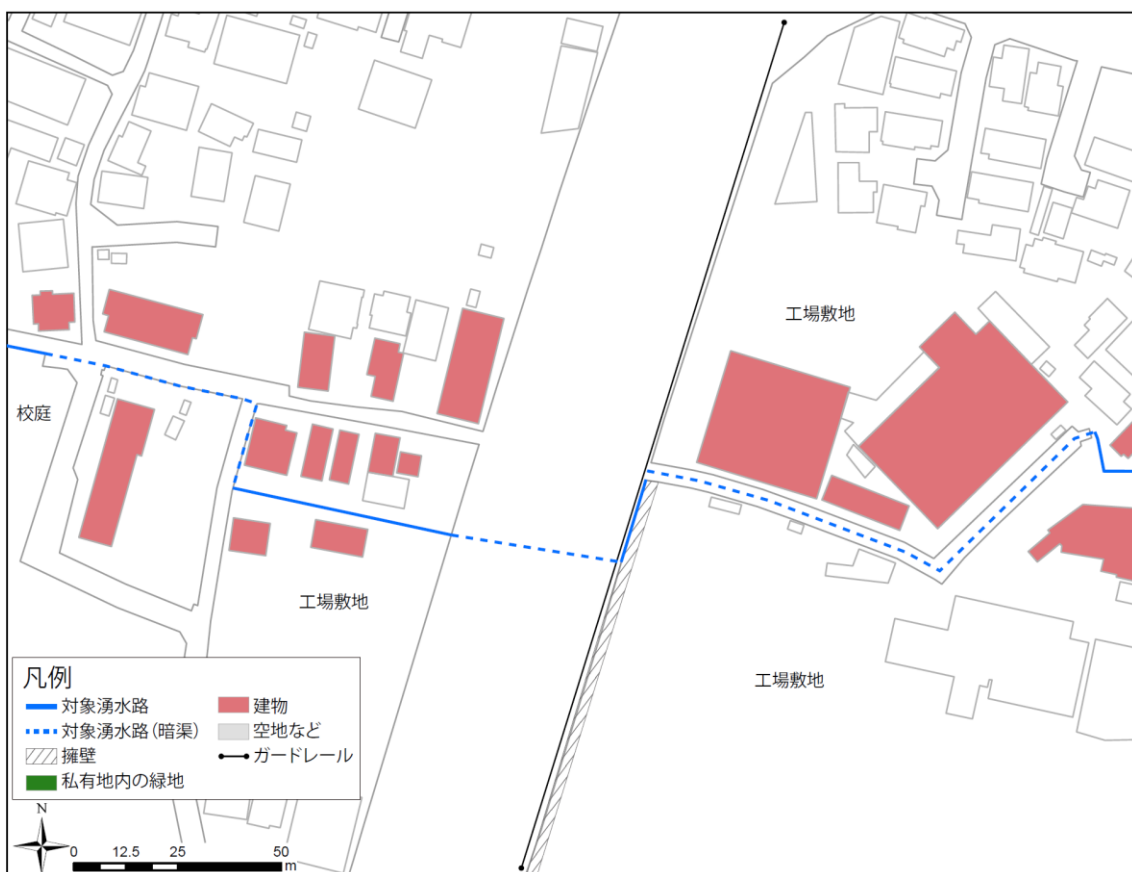 工場敷地
校庭
工場敷地
工場敷地
凡例
対象湧水路
建物
対象湧水路(暗渠)
空地など
擁壁
ガードレール
私有地内の緑地
N
0 12.5 25 50
m